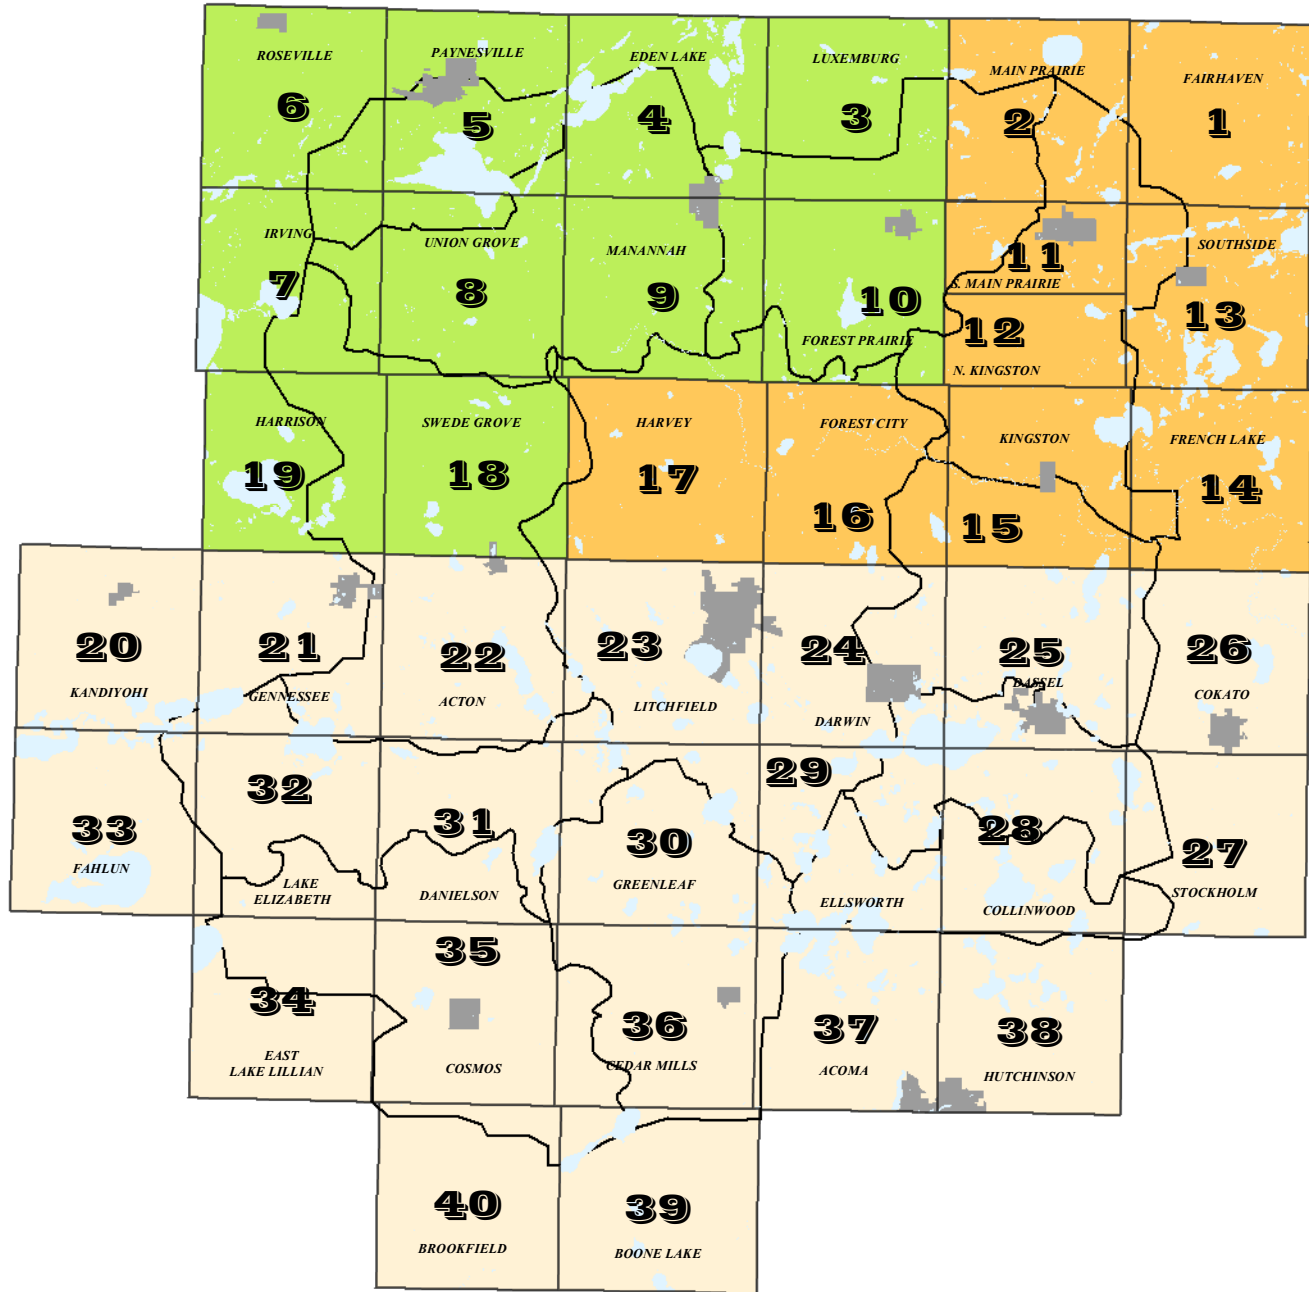 ROSEVILLE
6
PAYNESVILLE
5
EDEN LAKE
4
LUXEMBURG
3
MAIN PRAIRIE
2
FAIRHAVEN
1
IRVING
7
UNION GROVE
8
MANANNAH
9
10
FOREST PRAIRIE
11
S. MAIN PRAIRIE
12
N. KINGSTON
SOUTHSIDE
13
HARRISON
19
SWEDE GROVE
18
HARVEY
17
FOREST CITY
16
KINGSTON
15
FRENCH LAKE
14
20
KANDIYOHI
21
GENNESSEE
22
ACTON
23
LITCHFIELD
24
DARWIN
25
DASSEL
26
COKATO
33
FAHLUN
32
LAKE
ELIZABETH
31
DANIELSON
30
GREENLEAF
29
ELLSWORTH
28
COLLINWOOD
27
STOCKHOLM
34
EAST
LAKE LILLIAN
35
COSMOS
36
CEDAR MILLS
37
ACOMA
38
HUTCHINSON
40
BROOKFIELD
39
BOONE LAKE